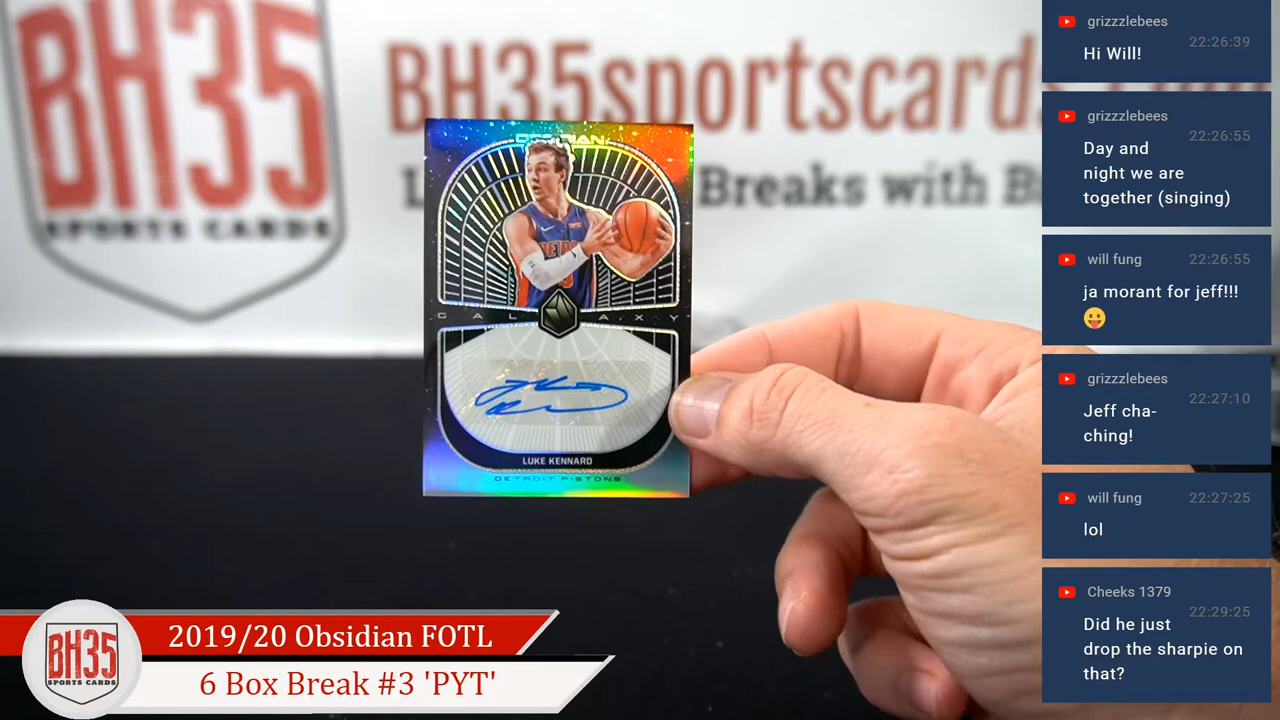 BH35
SPORTS CARDS
BH35sportscards
Breaks with B
OBSIDIAN
DETROIT
GALAXY
LUKE KENNARD
DETROIT PISTONS
2019/20 Obsidian FOTL
6 Box Break #3 'PYT'
BH35
SPORTS CARDS
grizzzlebees
22:26:39
Hi Will!
grizzzlebees
22:26:55
Day and
night we are
together (singing)
will fung
22:26:55
ja morant for jeff!!!
😛
grizzzlebees
22:27:10
Jeff cha-
ching!
will fung
22:27:25
lol
Cheeks 1379
22:29:25
Did he just
drop the sharpie on
that?